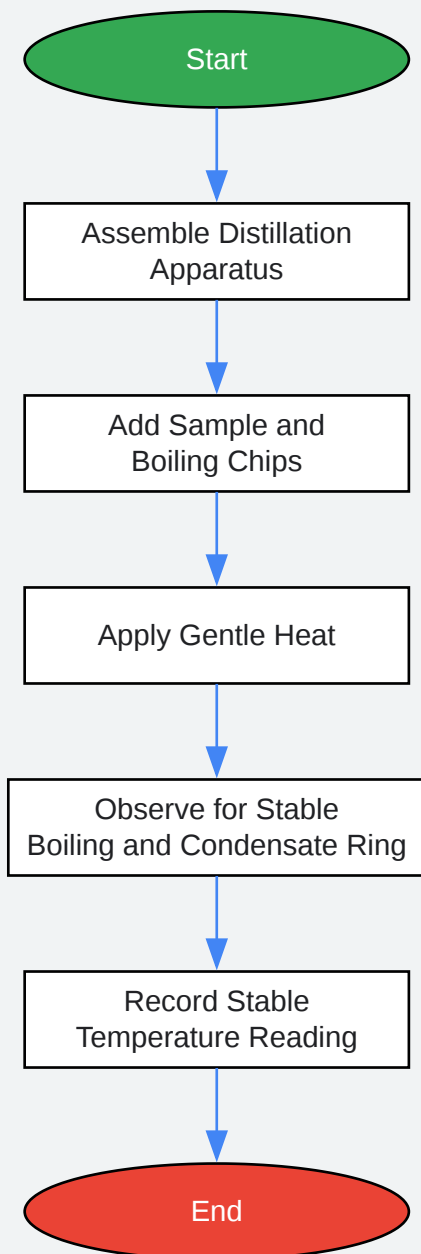 Start
Assemble Distillation
Apparatus
Add Sample and
Boiling Chips
Apply Gentle Heat
Observe for Stable
Boiling and Condensate Ring
Record Stable
Temperature Reading
End